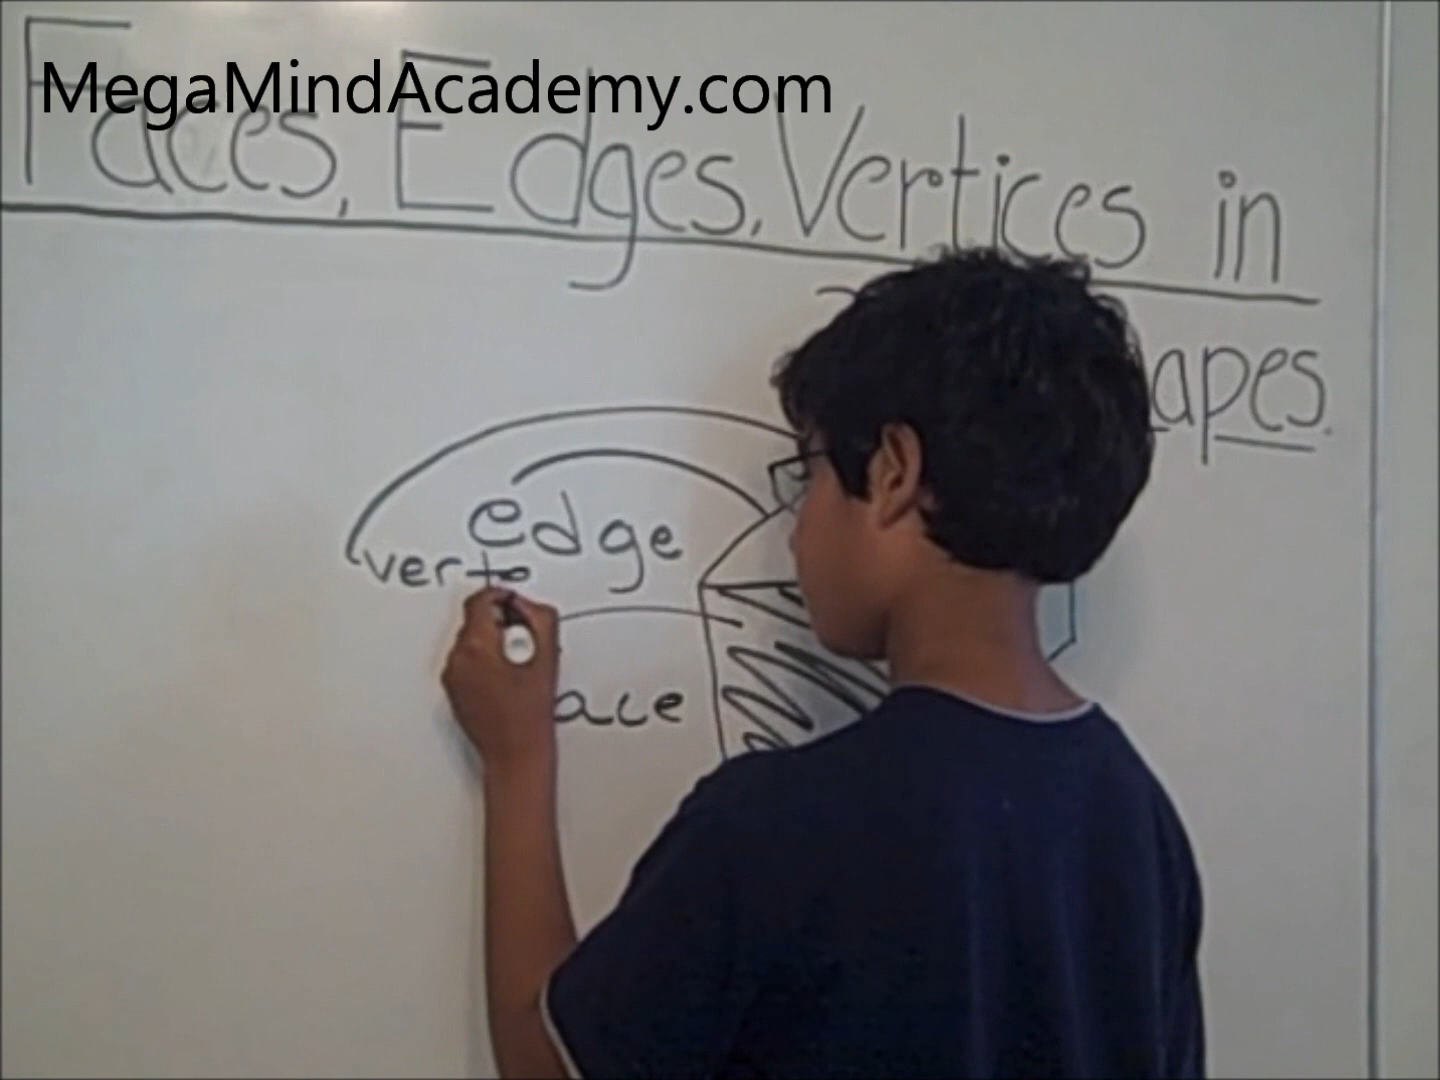 MegaMindAcademy.com
Faces, Edges, Vertices in
apes.
edge
verte
ace